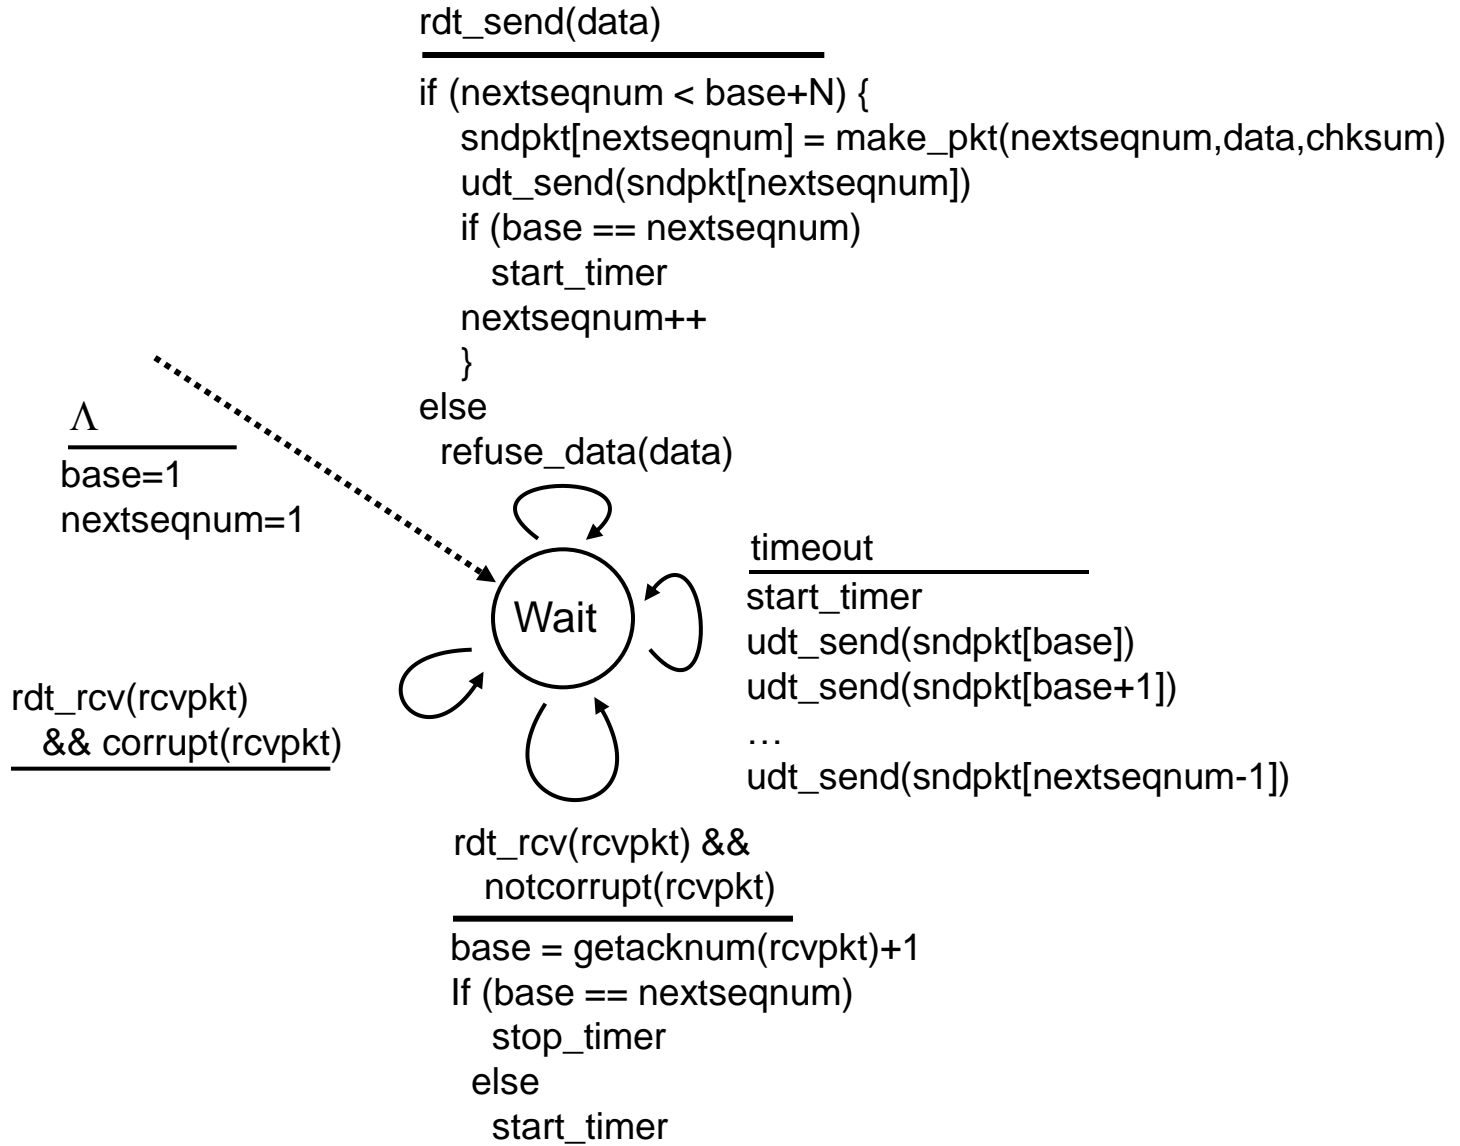 rdt_send(data)
if (nextseqnum < base+N) {
sndpkt[nextseqnum] = make_pkt(nextseqnum,data,chksum)
udt_send(sndpkt[nextseqnum])
if (base == nextseqnum)
start_timer
nextseqnum++
}
else
refuse_data(data)
Λ
base=1
nextseqnum=1
Wait
timeout
start_timer
udt_send(sndpkt[base])
udt_send(sndpkt[base+1])
…
udt_send(sndpkt[nextseqnum-1])
rdt_rcv(rcvpkt)
&& corrupt(rcvpkt)
rdt_rcv(rcvpkt) &&
notcorrupt(rcvpkt)
base = getacknum(rcvpkt)+1
If (base == nextseqnum)
stop_timer
else
start_timer